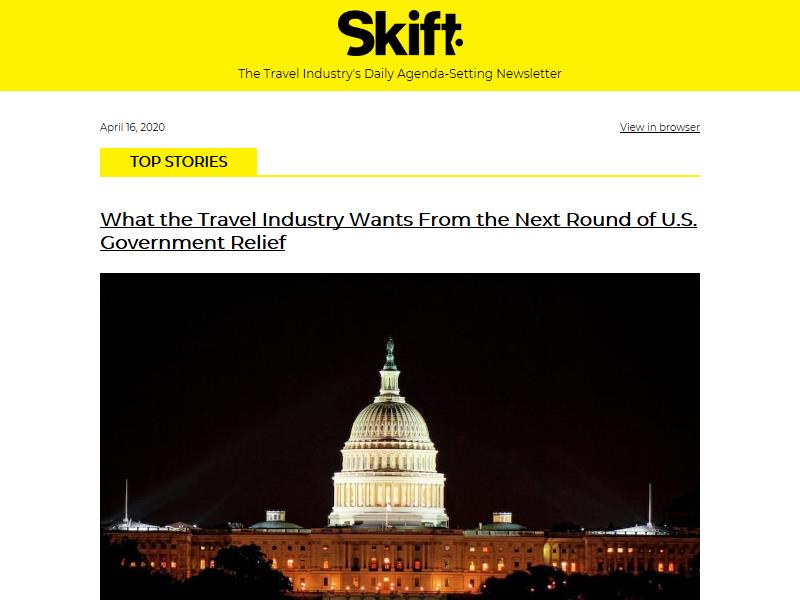 Skift
The Travel Industry's Daily Agenda-Setting Newsletter
April 16, 2020
View in browser
TOP STORIES
What the Travel Industry Wants From the Next Round of U.S.
Government Relief